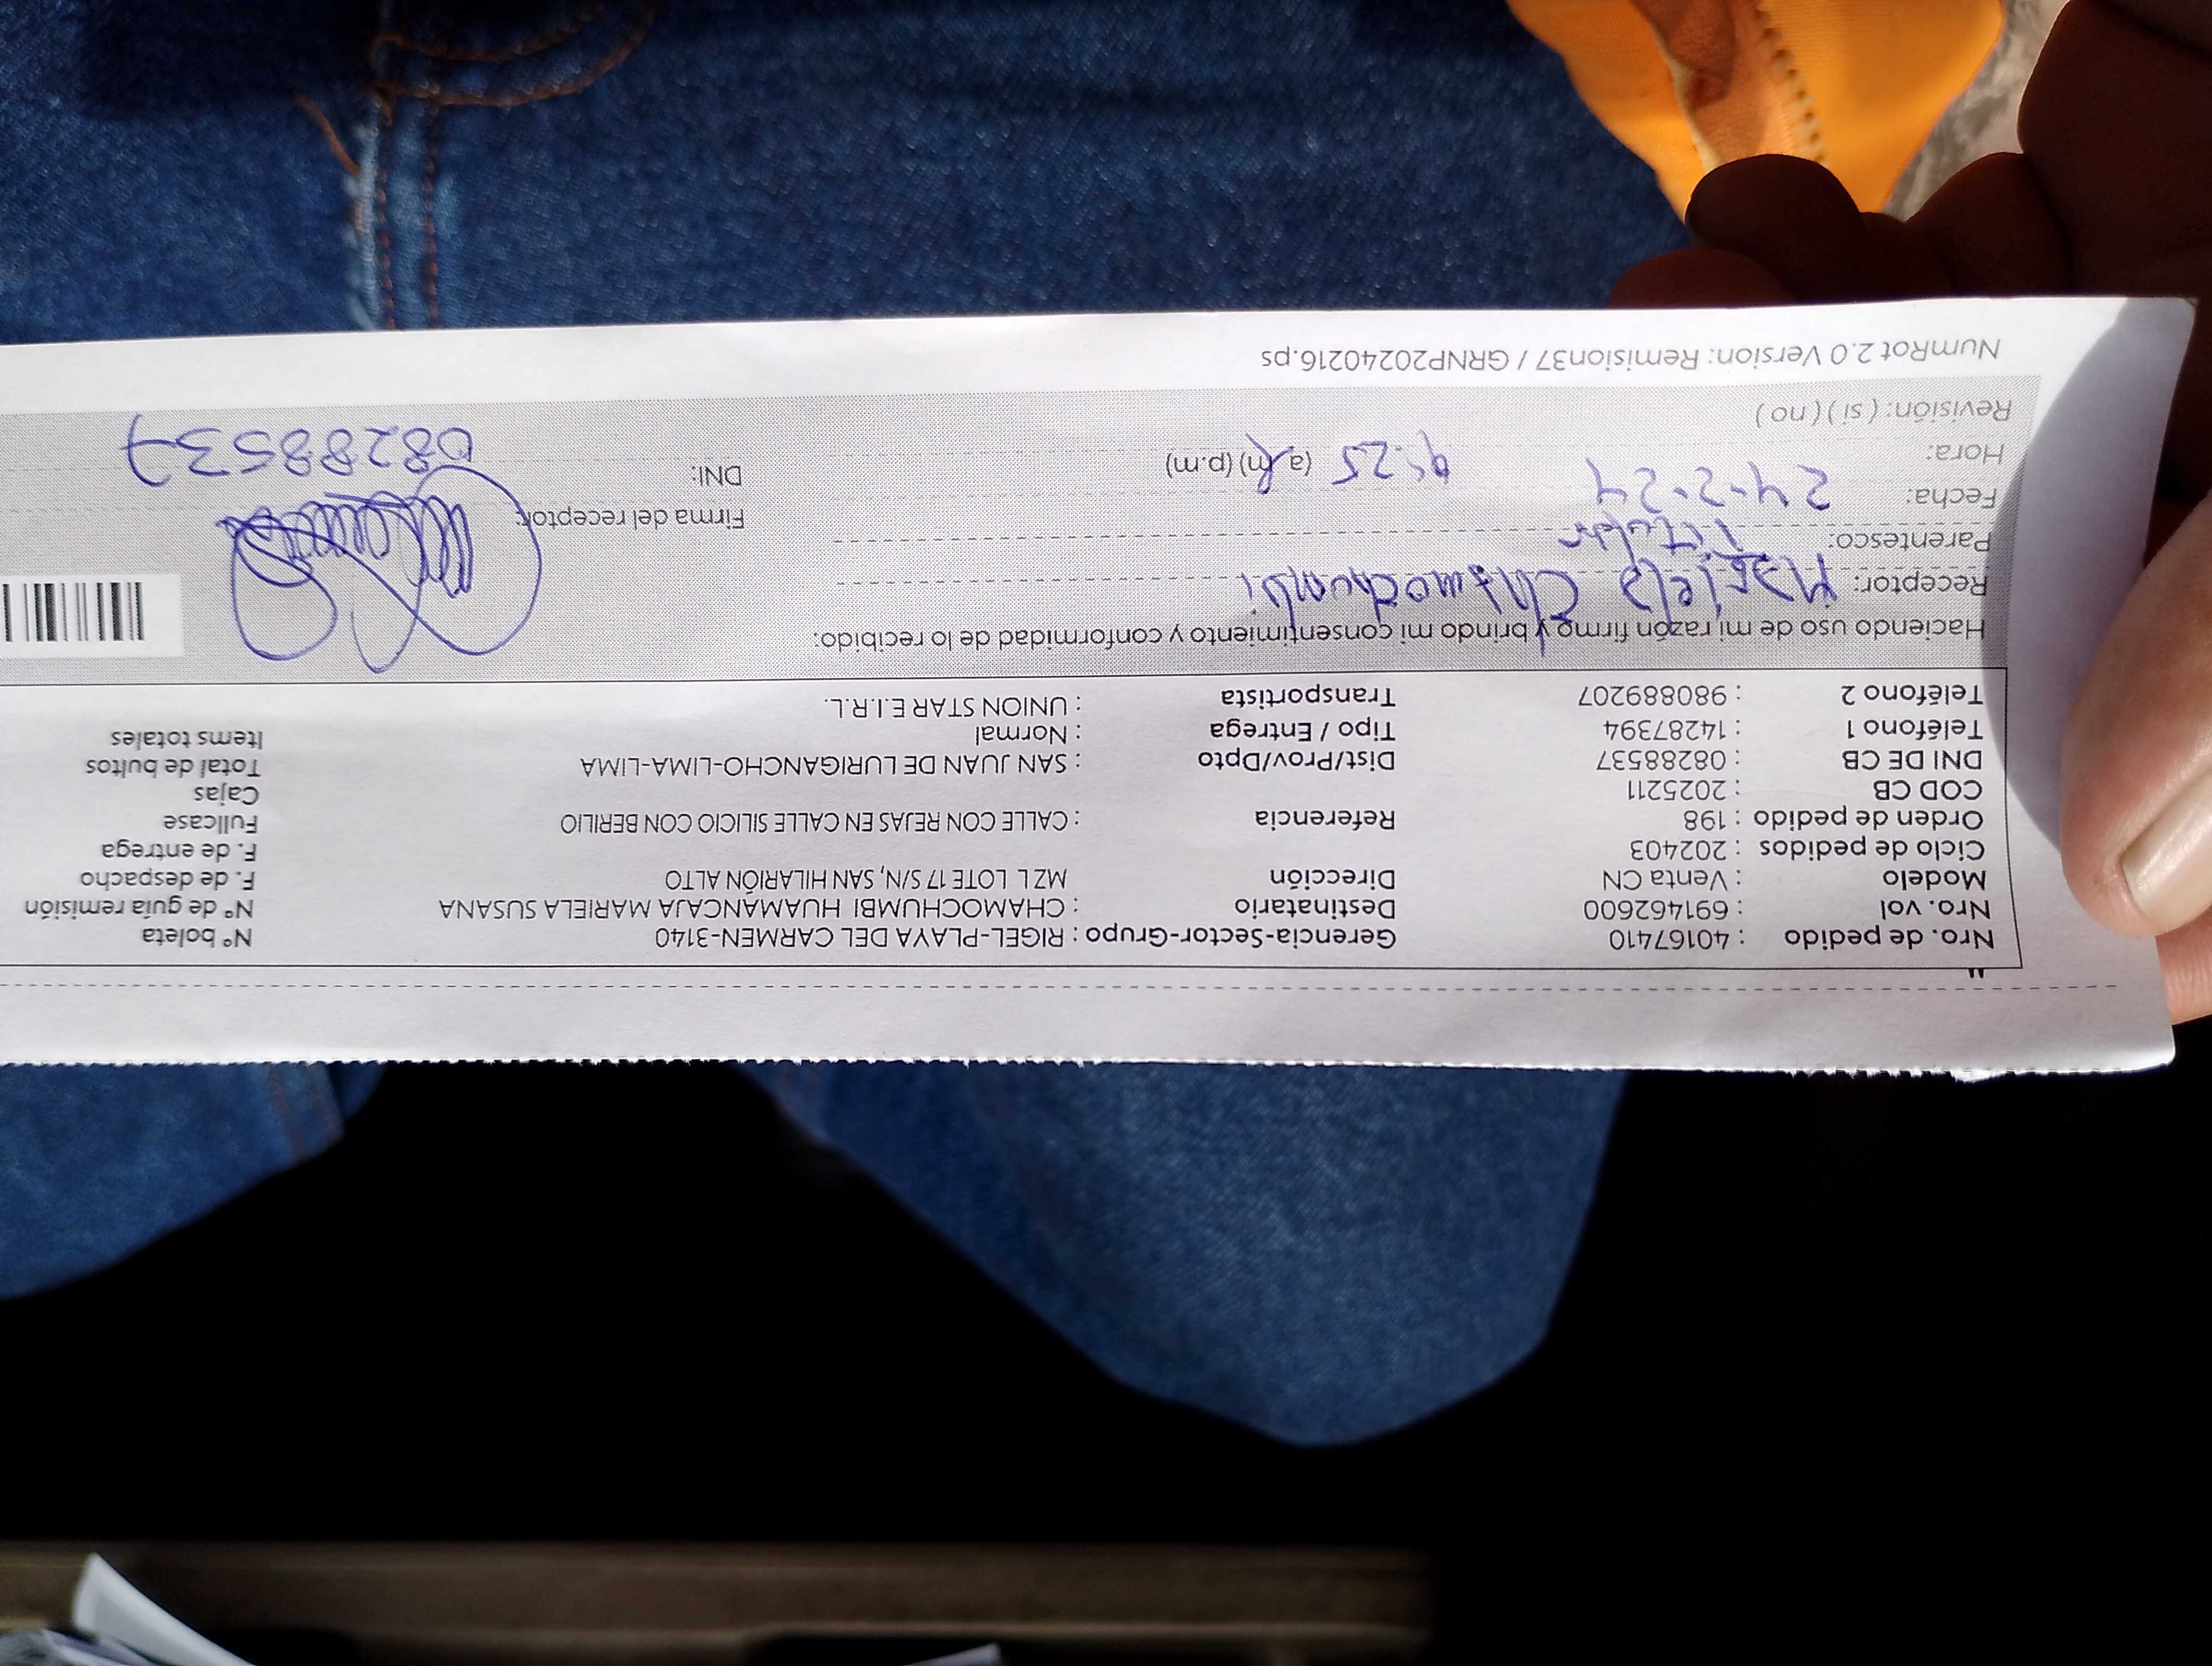 Nro. de pedido : 40167410 Gerencia-Sector-Grupo : RIGEL-PLAYA DEL CARMEN-3140 N° boleta
Nro. vol : 691462600 Destinatario : CHAMOCHUMBI HUAMANCAJA MARIELA SUSANA N° de guía remisión
Modelo : Venta CN Dirección MZ L LOTE 17 S/N, SAN HILARIÓN ALTO F. de despacho
Ciclo de pedidos : 202403 F. de entrega
Orden de pedido : 198 Referencia : CALLE CON REJAS EN CALLE SILICIO CON BERILIO Fullcase
COD CB : 2025211 Cajas
DNI DE CB : 08288537 Dist/Prov/Dpto : SAN JUAN DE LURIGANCHO-LIMA-LIMA Total de bultos
Teléfono 1 : 14287394 Tipo / Entrega : Normal Items totales
Teléfono 2 : 980889207 Transportista : UNION STAR E.I.R.L.
Haciendo uso de mi razón firmo y brindo mi consentimiento y conformidad de lo recibido:
Receptor: Mariela Chamochumbi
Parentesco: Titular Firma del receptor:
Fecha: 24-2-24
Hora: 9:25 (a.m) (p.m) DNI: 08288537
Revisión: ( si ) ( no )
NumRot 2.0 Version: Remision37 / GRNP20240216.ps